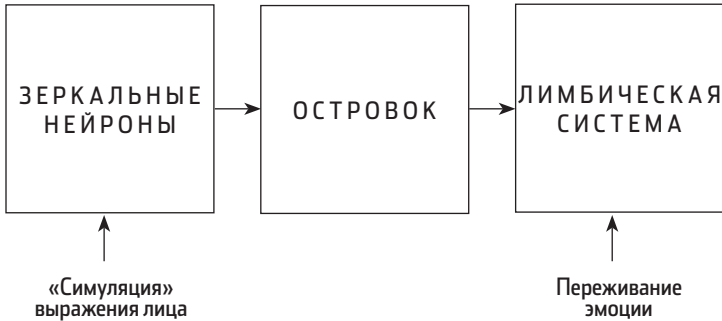 ЗЕРКАЛЬНЫЕ
НЕЙРОНЫ
ОСТРОВОК
ЛИМБИЧЕСКАЯ
СИСТЕМА
«Симуляция»
выражения лица
Переживание
эмоции